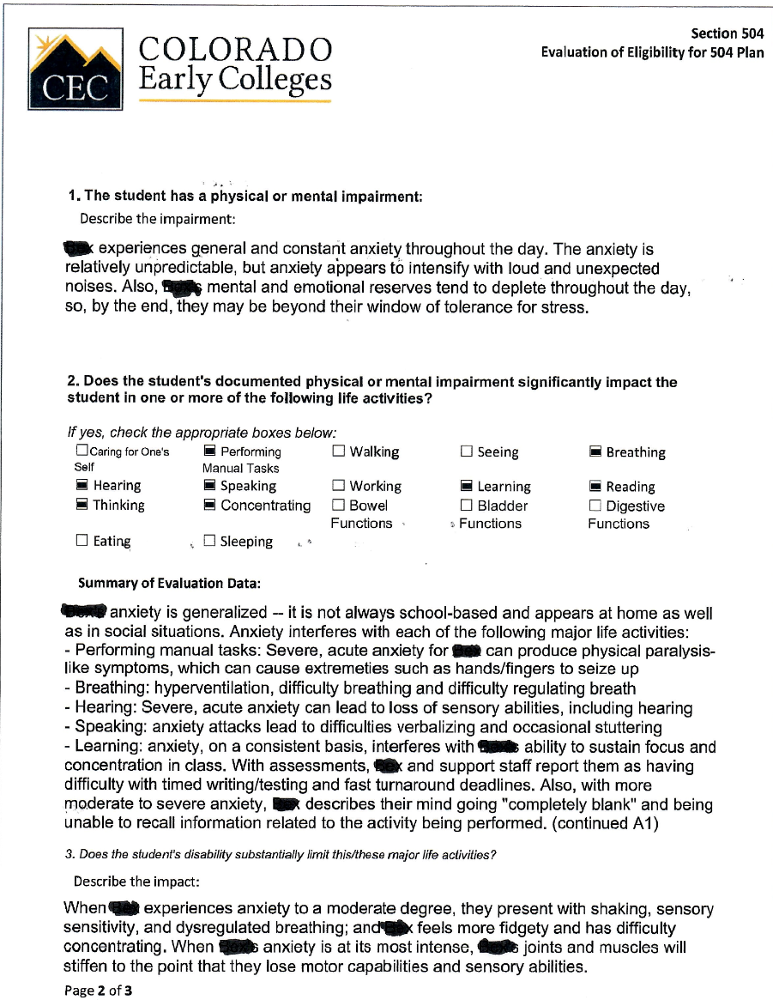 Section 504
Evaluation of Eligibility for 504 Plan
CEC
COLORADO
Early Colleges
1. The student has a physical or mental impairment:
Describe the impairment:
experiences general and constant anxiety throughout the day. The anxiety is
relatively unpredictable, but anxiety appears to intensify with loud and unexpected
noises. Also, mental and emotional reserves tend to deplete throughout the day,
so, by the end, they may be beyond their window of tolerance for stress.
2. Does the student's documented physical or mental impairment significantly impact the
student in one or more of the following life activities?
If yes, check the appropriate boxes below:
Caring for One's Performing Walking Seeing Breathing
Self Manual Tasks
Hearing Speaking Working Learning Reading
Thinking Concentrating Bowel Bladder Digestive
Functions Functions Functions
Eating Sleeping
Summary of Evaluation Data:
anxiety is generalized -- it is not always school-based and appears at home as well
as in social situations. Anxiety interferes with each of the following major life activities:
- Performing manual tasks: Severe, acute anxiety for can produce physical paralysis-
like symptoms, which can cause extremeties such as hands/fingers to seize up
- Breathing: hyperventilation, difficulty breathing and difficulty regulating breath
- Hearing: Severe, acute anxiety can lead to loss of sensory abilities, including hearing
- Speaking: anxiety attacks lead to difficulties verbalizing and occasional stuttering
- Learning: anxiety, on a consistent basis, interferes with ability to sustain focus and
concentration in class. With assessments, and support staff report them as having
difficulty with timed writing/testing and fast turnaround deadlines. Also, with more
moderate to severe anxiety, describes their mind going "completely blank" and being
unable to recall information related to the activity being performed. (continued A1)
3. Does the student's disability substantially limit this/these major life activities?
Describe the impact:
When experiences anxiety to a moderate degree, they present with shaking, sensory
sensitivity, and dysregulated breathing; and feels more fidgety and has difficulty
concentrating. When anxiety is at its most intense, joints and muscles will
stiffen to the point that they lose motor capabilities and sensory abilities.
Page 2 of 3